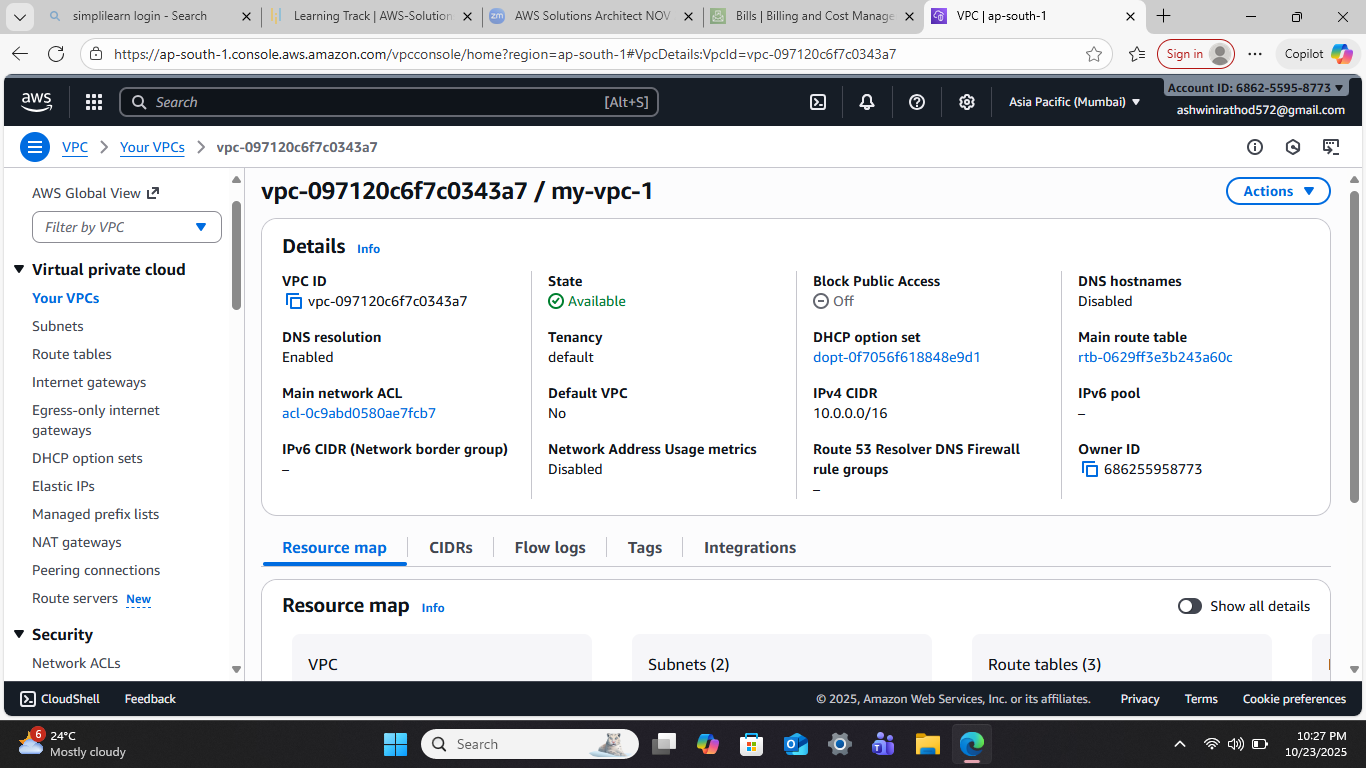 simplilearn login - Search
Learning Track | AWS-Solution
zm
AWS Solutions Architect NOV
Bills | Billing and Cost Manage
VPC | ap-south-1
https://ap-south-1.console.aws.amazon.com/vpcconsole/home?region=ap-south-1#VpcDetails:VpcId=vpc-097120c6f7c0343a7
Sign in
Copilot
aws
Search
[Alt+S]
Asia Pacific (Mumbai)
Account ID: 6862-5595-8773
ashwinirathod572@gmail.com
VPC
Your VPCs
vpc-097120c6f7c0343a7
AWS Global View
Filter by VPC
Virtual private cloud
Your VPCs
Subnets
Route tables
Internet gateways
Egress-only internet
gateways
DHCP option sets
Elastic IPs
Managed prefix lists
NAT gateways
Peering connections
Route servers New
Security
Network ACLs
vpc-097120c6f7c0343a7 / my-vpc-1
Actions
Details Info
VPC ID
vpc-097120c6f7c0343a7
State
Available
Block Public Access
Off
DNS hostnames
Disabled
DNS resolution
Enabled
Tenancy
default
DHCP option set
dopt-0f7056f618848e9d1
Main route table
rtb-0629ff3e3b243a60c
Main network ACL
acl-0c9abd0580ae7fcb7
Default VPC
No
IPv4 CIDR
10.0.0.0/16
IPv6 pool
–
IPv6 CIDR (Network border group)
–
Network Address Usage metrics
Disabled
Route 53 Resolver DNS Firewall
rule groups
–
Owner ID
686255958773
Resource map
CIDRs
Flow logs
Tags
Integrations
Resource map Info
Show all details
VPC
Subnets (2)
Route tables (3)
CloudShell
Feedback
© 2025, Amazon Web Services, Inc. or its affiliates.
Privacy
Terms
Cookie preferences
6
24°C
Mostly cloudy
Search
10:27 PM
10/23/2025